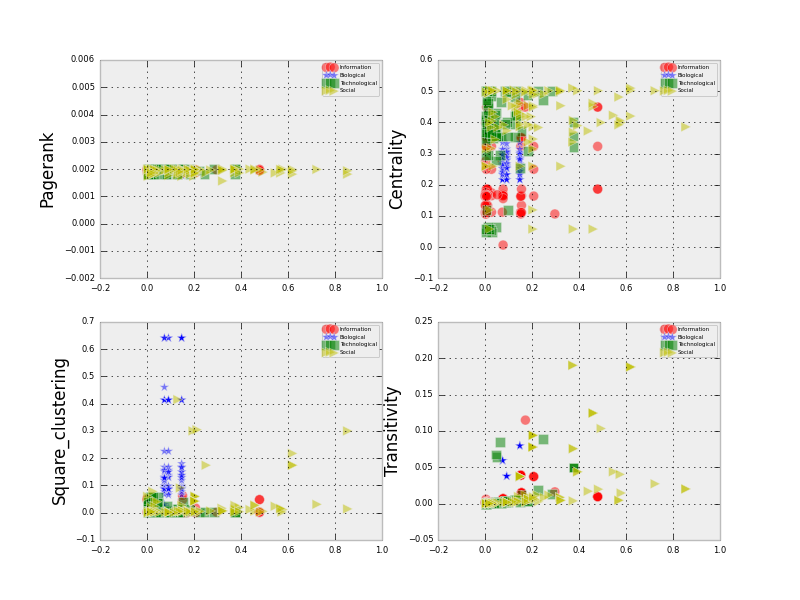 0.006
0.005
0.004
0.003
0.002
0.001
0.000
−0.001
−0.002
−0.2 0.0 0.2 0.4 0.6 0.8 1.0
Pagerank
Information
Biological
Technological
Social
0.6
0.5
0.4
0.3
0.2
0.1
0.0
−0.1
−0.2 0.0 0.2 0.4 0.6 0.8 1.0
Centrality
Information
Biological
Technological
Social
0.7
0.6
0.5
0.4
0.3
0.2
0.1
0.0
−0.1
−0.2 0.0 0.2 0.4 0.6 0.8 1.0
Square_clustering
Information
Biological
Technological
Social
0.25
0.20
0.15
0.10
0.05
0.00
−0.05
−0.2 0.0 0.2 0.4 0.6 0.8 1.0
Transitivity
Information
Biological
Technological
Social